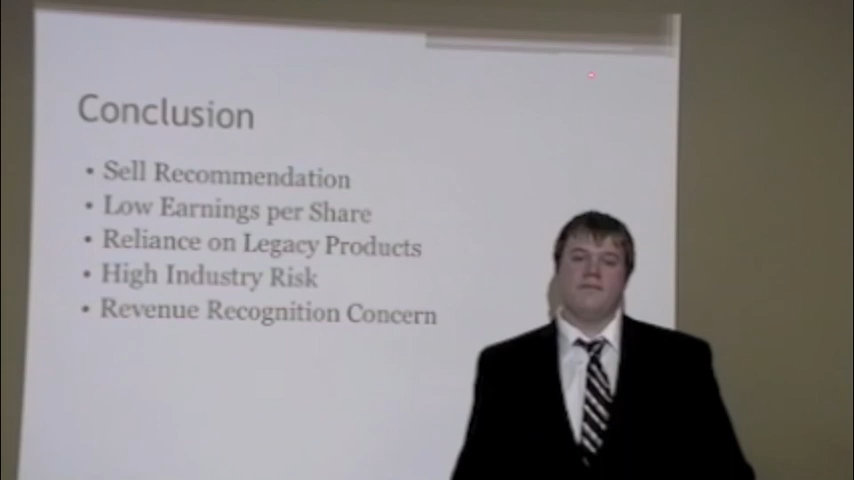 Conclusion
• Sell Recommendation
• Low Earnings per Share
• Reliance on Legacy Products
• High Industry Risk
• Revenue Recognition Concern